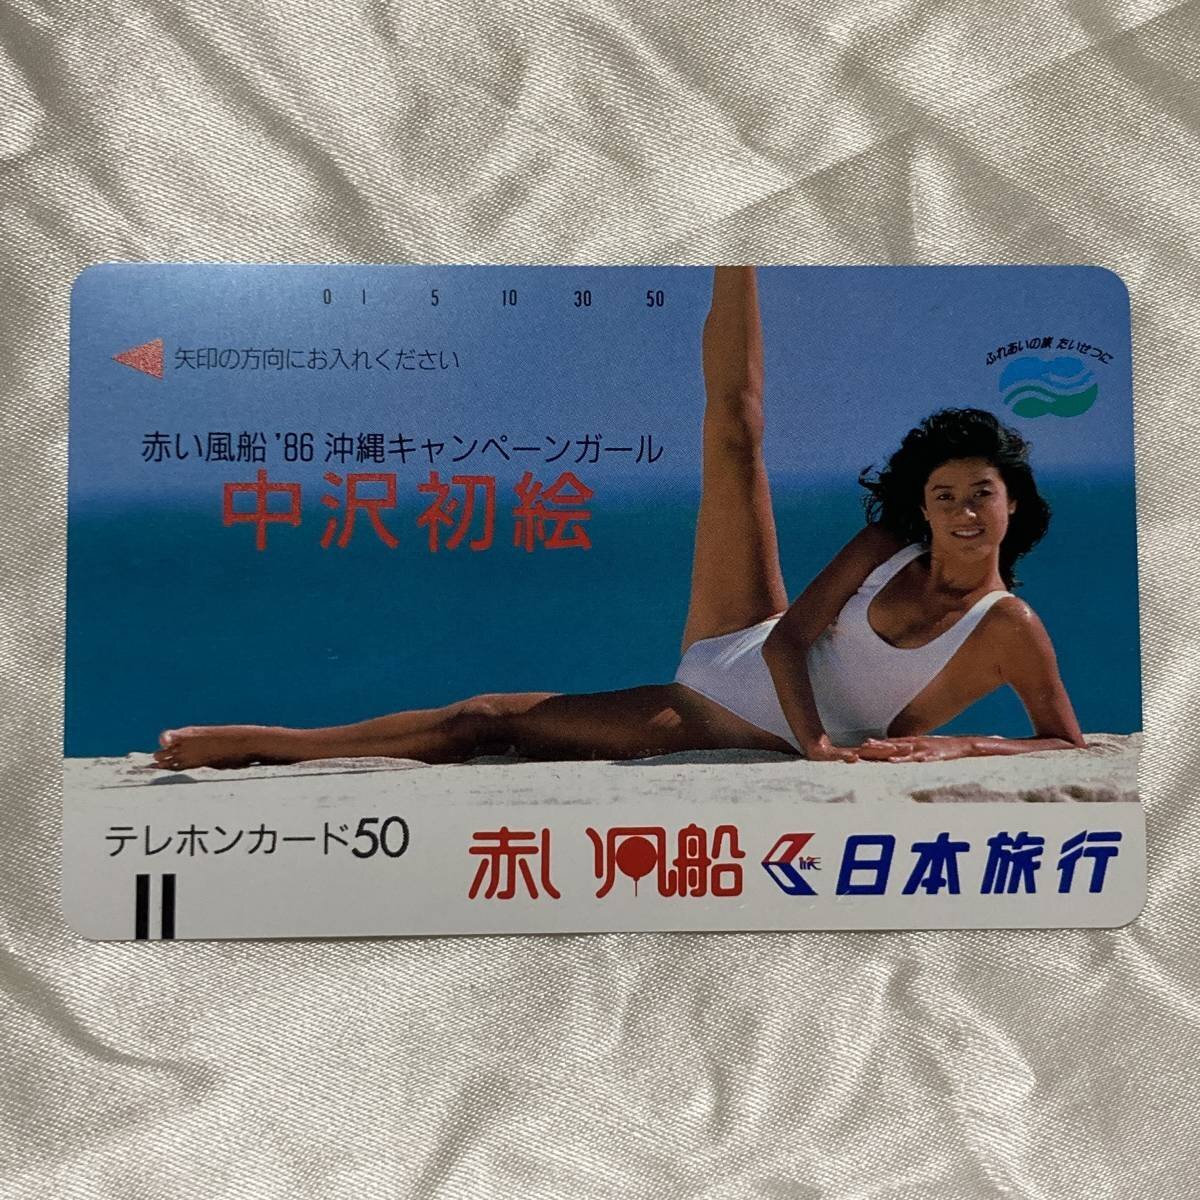 0 1 5 10 30 50
矢印の方向にお入れください
ふれあいの旅 たいせつに
赤い風船 '86 沖縄キャンペーンガール
中沢初絵
テレホンカード50
赤い風船 日本旅行